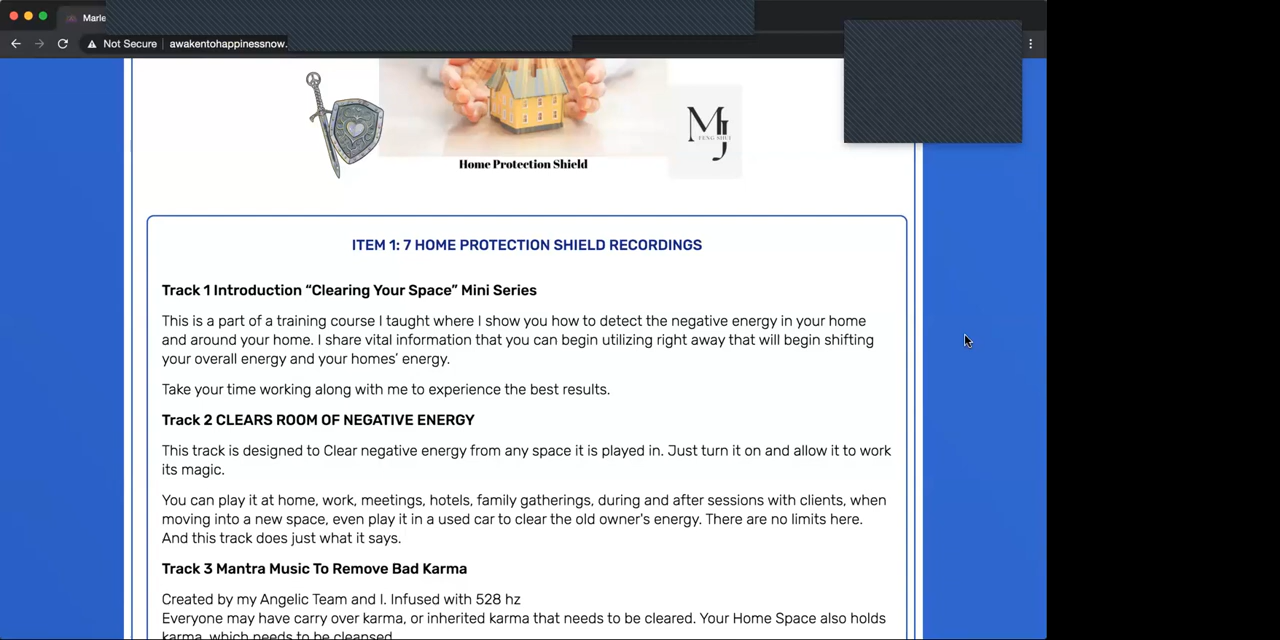 Marle
Not Secure
awakentohappinessnow.
MJ
FENG SHUI
Home Protection Shield
ITEM 1: 7 HOME PROTECTION SHIELD RECORDINGS
Track 1 Introduction “Clearing Your Space” Mini Series
This is a part of a training course I taught where I show you how to detect the negative energy in your home
and around your home. I share vital information that you can begin utilizing right away that will begin shifting
your overall energy and your homes’ energy.
Take your time working along with me to experience the best results.
Track 2 CLEARS ROOM OF NEGATIVE ENERGY
This track is designed to Clear negative energy from any space it is played in. Just turn it on and allow it to work
its magic.
You can play it at home, work, meetings, hotels, family gatherings, during and after sessions with clients, when
moving into a new space, even play it in a used car to clear the old owner's energy. There are no limits here.
And this track does just what it says.
Track 3 Mantra Music To Remove Bad Karma
Created by my Angelic Team and I. Infused with 528 hz
Everyone may have carry over karma, or inherited karma that needs to be cleared. Your Home Space also holds
karma, which needs to be cleansed